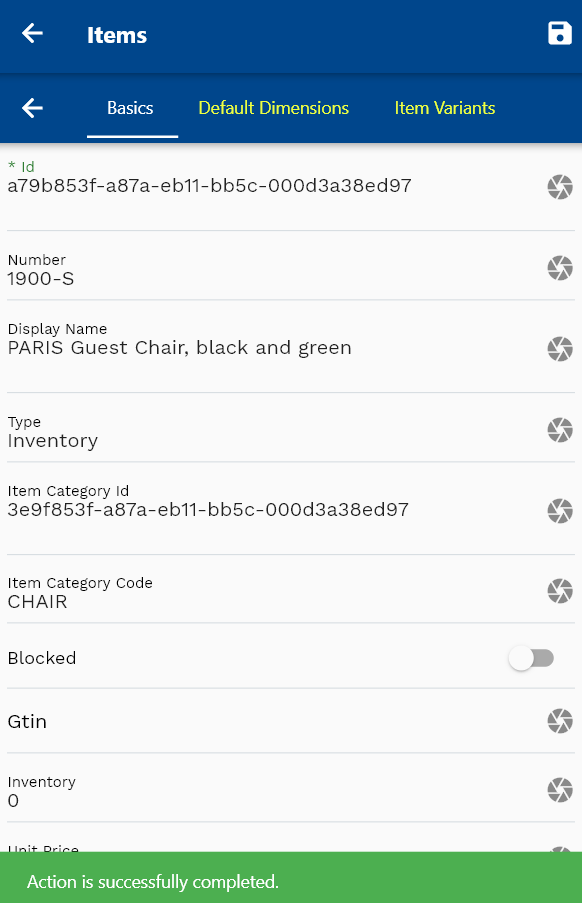 Items
Basics Default Dimensions Item Variants
* Id
a79b853f-a87a-eb11-bb5c-000d3a38ed97
Number
1900-S
Display Name
PARIS Guest Chair, black and green
Type
Inventory
Item Category Id
3e9f853f-a87a-eb11-bb5c-000d3a38ed97
Item Category Code
CHAIR
Blocked
Gtin
Inventory
0
Unit Price
Action is successfully completed.